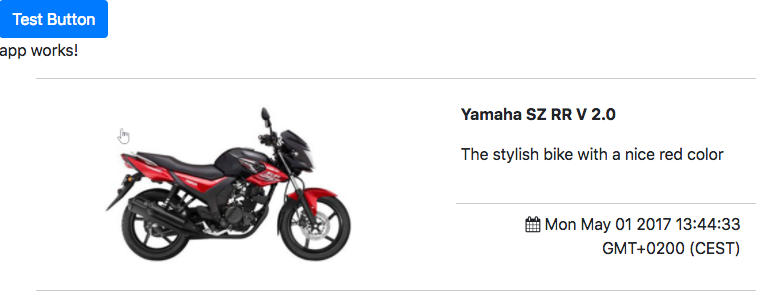 Test Button
app works!
Yamaha SZ RR V 2.0
The stylish bike with a nice red color
Mon May 01 2017 13:44:33
GMT+0200 (CEST)